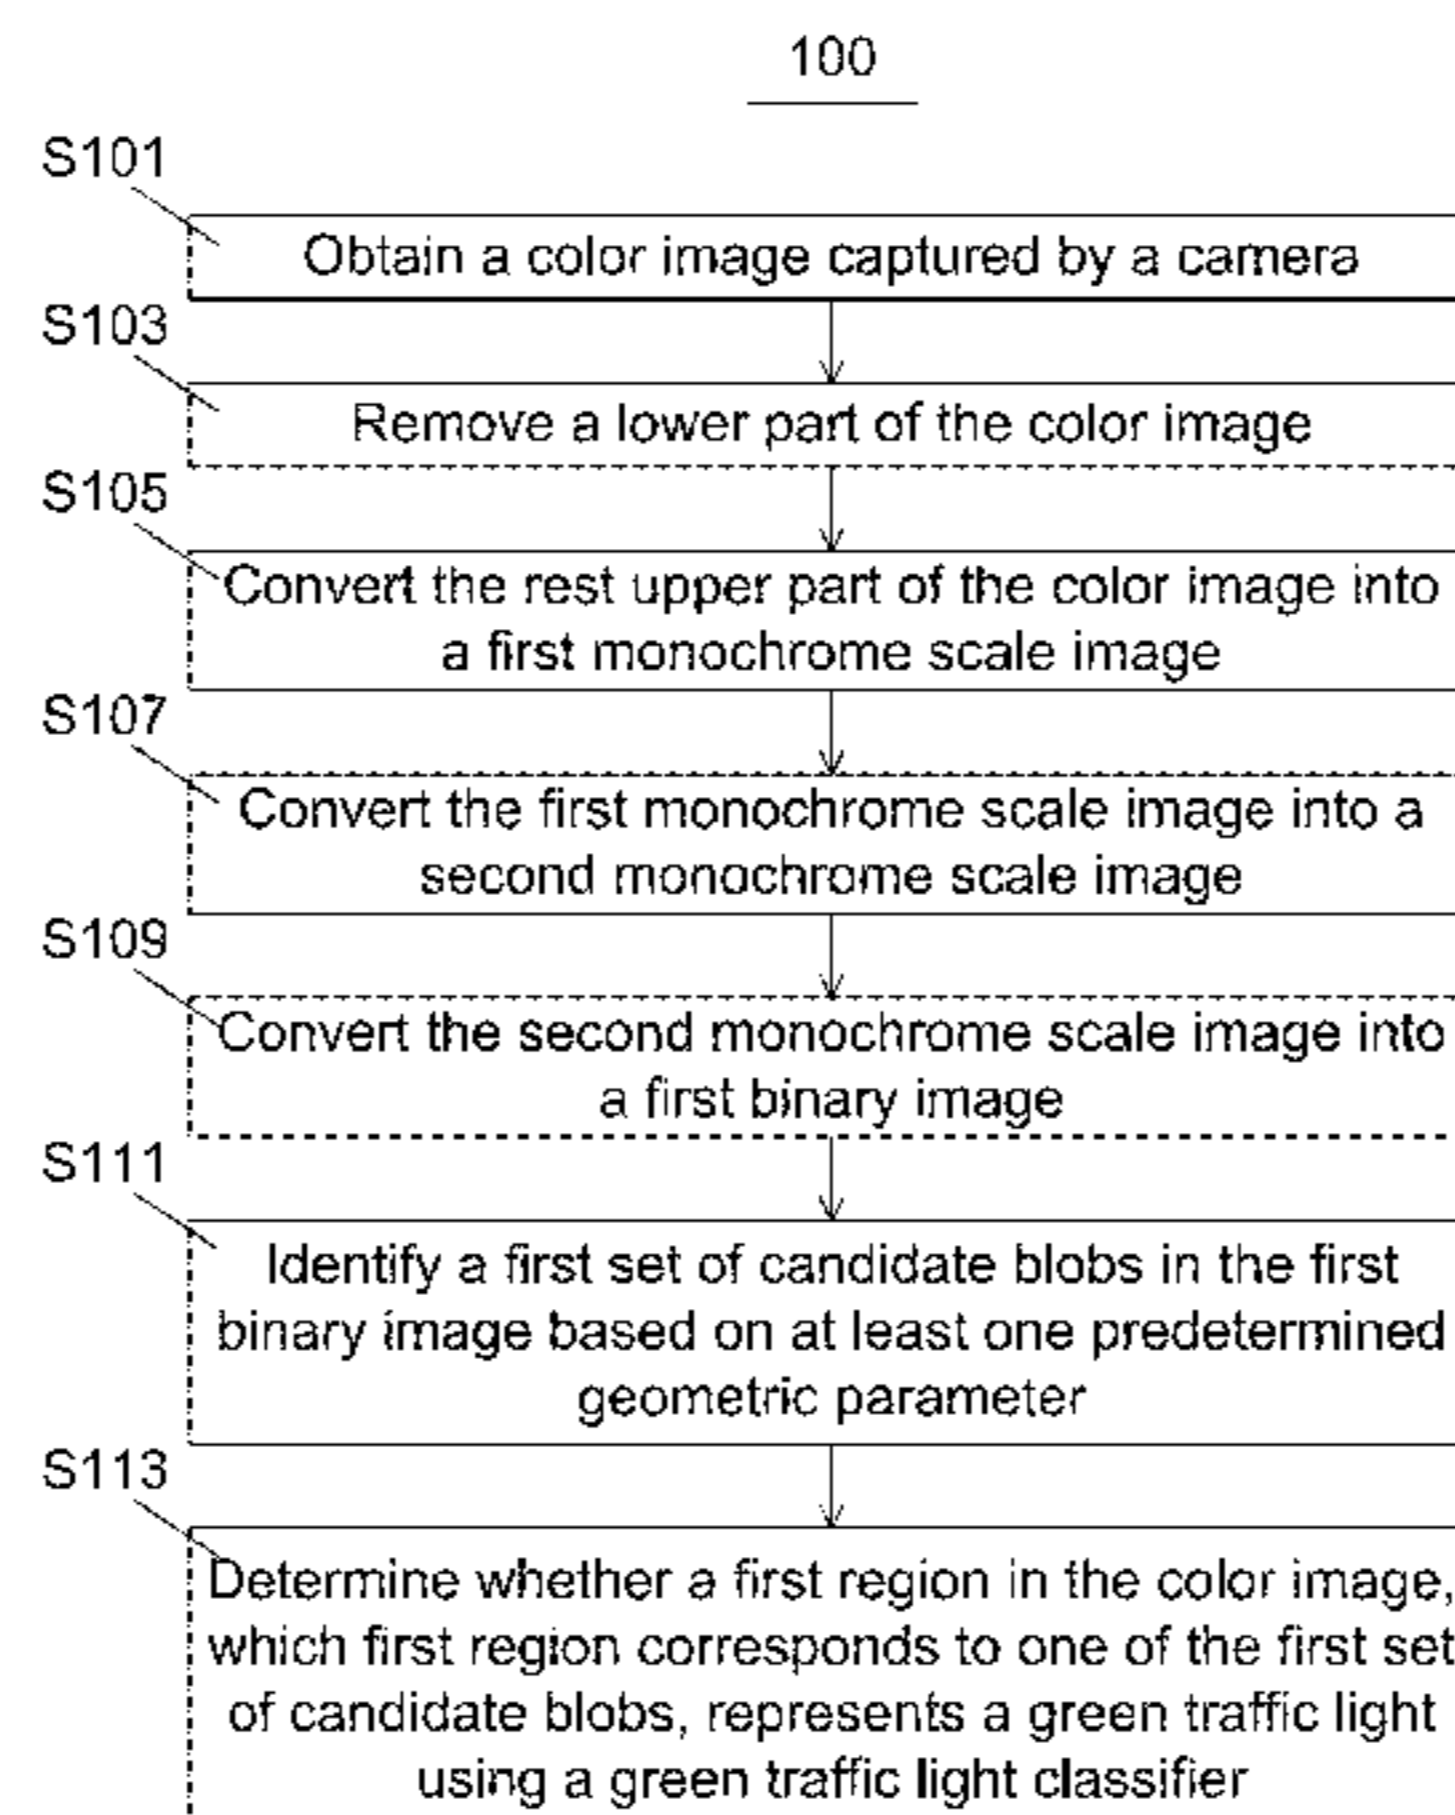 100
S101
Obtain a color image captured by a camera
S103
Remove a lower part of the color image
S105
Convert the rest upper part of the color image into
a first monochrome scale image
S107
Convert the first monochrome scale image into a
second monochrome scale image
S109
Convert the second monochrome scale image into
a first binary image
S111
Identify a first set of candidate blobs in the first
binary image based on at least one predetermined
geometric parameter
S113
Determine whether a first region in the color image,
which first region corresponds to one of the first set
of candidate blobs, represents a green traffic light
using a green traffic light classifier